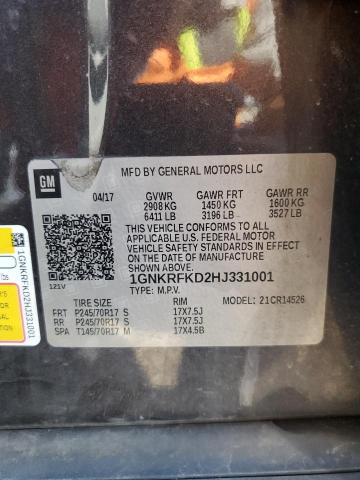 GM
MFD BY GENERAL MOTORS LLC
04/17 GVWR GAWR FRT GAWR RR
2908 KG 1450 KG 1600 KG
6411 LB 3196 LB 3527 LB
THIS VEHICLE CONFORMS TO ALL
APPLICABLE U.S. FEDERAL MOTOR
VEHICLE SAFETY STANDARDS IN EFFECT
ON THE DATE OF MANUFACTURE SHOWN
ABOVE.
1GNKRFKD2HJ331001
TYPE: M.P.V.
121V
MODEL: 21CR14526
TIRE SIZE RIM
FRT P245/70R17 S 17X7.5J
RR P245/70R17 S 17X7.5J
SPA T145/70R17 M 17X4.5B
1GNKRFKD2HJ331001